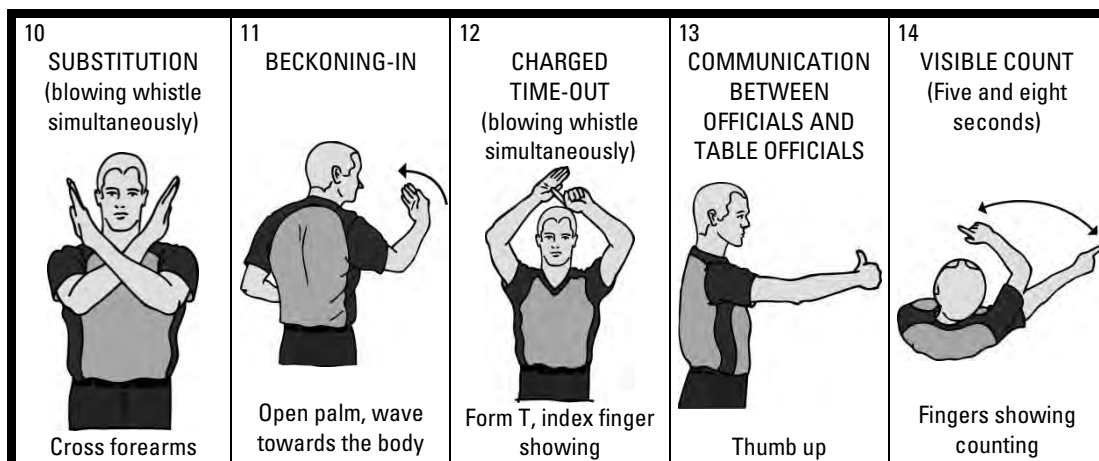 10
SUBSTITUTION
(blowing whistle
simultaneously)
Cross forearms
11
BECKONING-IN
Open palm, wave
towards the body
12
CHARGED
TIME-OUT
(blowing whistle
simultaneously)
Form T, index finger
showing
13
COMMUNICATION
BETWEEN
OFFICIALS AND
TABLE OFFICIALS
Thumb up
14
VISIBLE COUNT
(Five and eight
seconds)
Fingers showing
counting